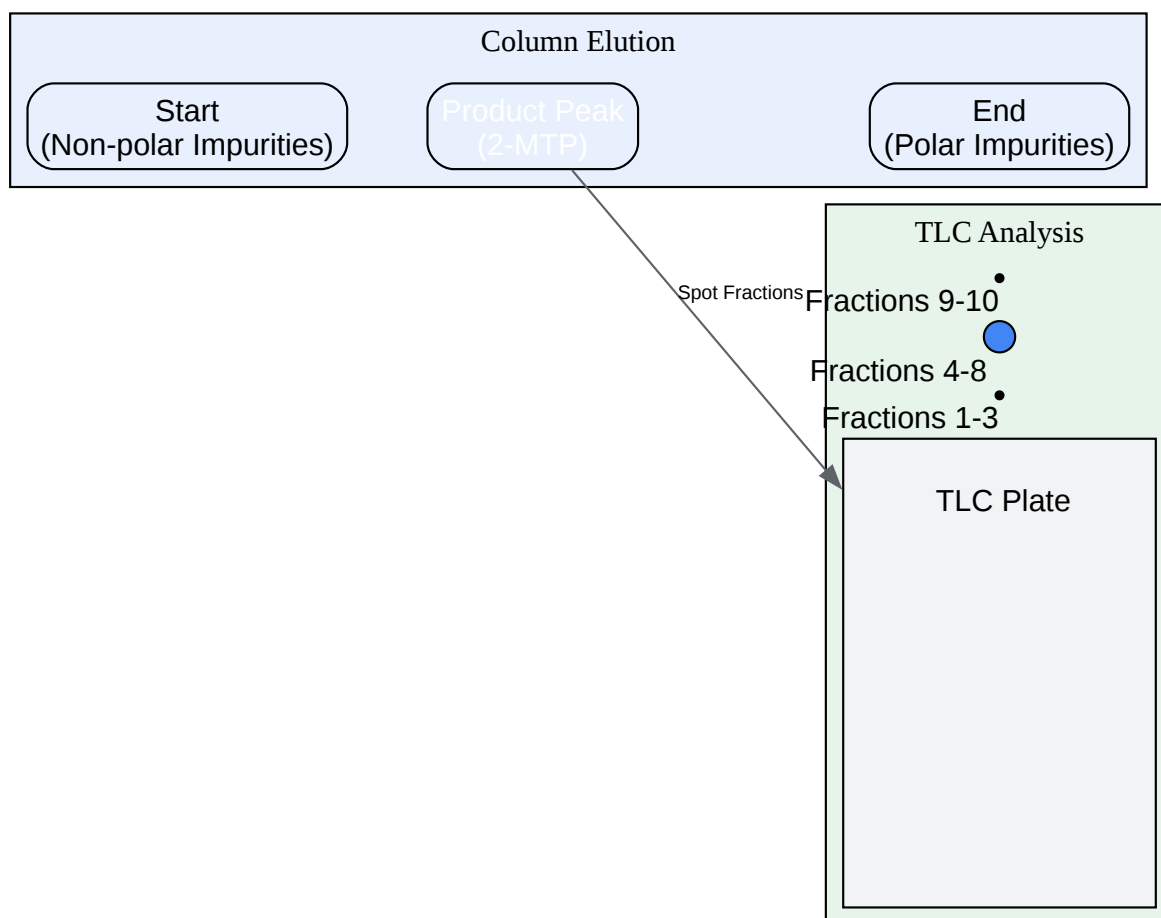 Column Elution
Start
(Non-polar Impurities)
Product Peak
(2-MTP)
End
(Polar Impurities)
TLC Analysis
Spot Fractions
Fractions 9-10
Fractions 4-8
Fractions 1-3
TLC Plate